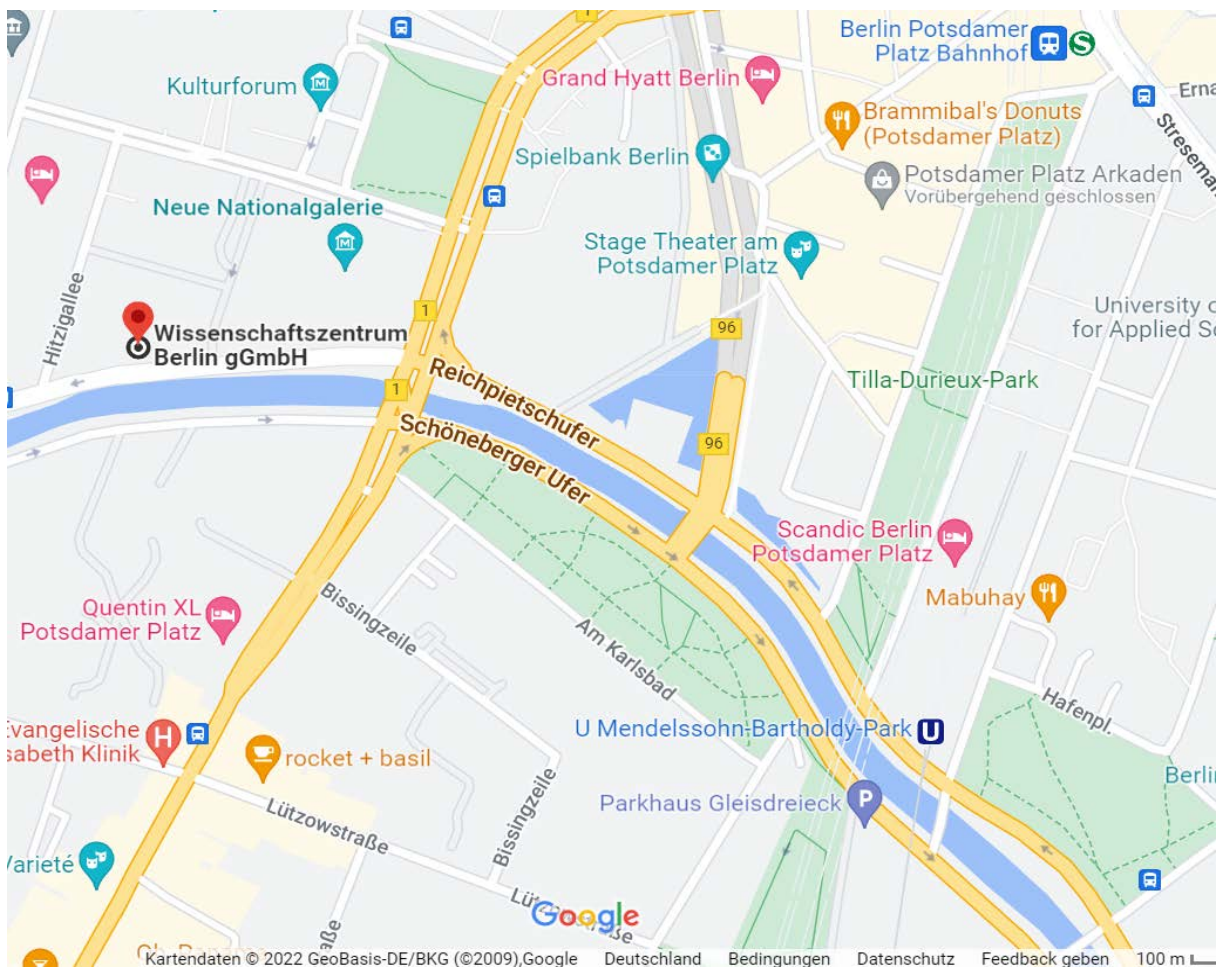 1
Berlin Potsdamer
Platz Bahnhof
S
Kulturforum
Grand Hyatt Berlin
Erna
Brammibal's Donuts
(Potsdamer Platz)
Stresemar
Spielbank Berlin
Potsdamer Platz Arkaden
Vorübergehend geschlossen
Neue Nationalgalerie
Stage Theater am
Potsdamer Platz
Hitzigallee
1
University o
for Applied Sc
Wissenschaftszentrum
Berlin gGmbH
96
Reichpietschufer
Tilla-Durieux-Park
1
Schöneberger Ufer
96
Scandic Berlin
Potsdamer Platz
Mabuhay
Quentin XL
Potsdamer Platz
Bissingzeile
Am Karlsbad
Hafenpl.
Evangelische
sabeth Klinik
H
U Mendelssohn-Bartholdy-Park
U
rocket + basil
Berlin
Bissingzeile
Parkhaus Gleisdreieck
P
Lützowstraße
Varieté
Google
Kartendaten © 2022 GeoBasis-DE/BKG (©2009),Google Deutschland Bedingungen Datenschutz Feedback geben 100 m